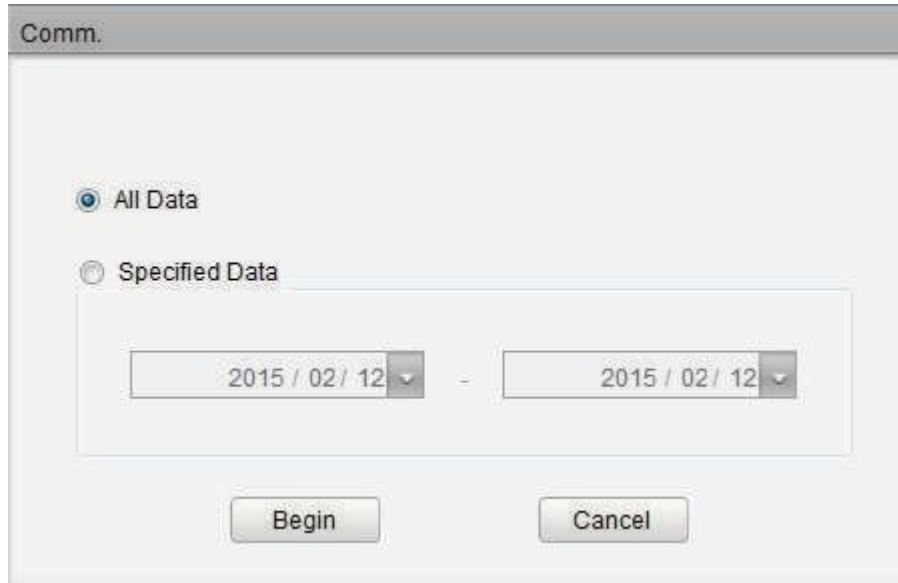 Comm.
All Data
Specified Data
2015 / 02 / 12 - 2015 / 02 / 12
Begin Cancel